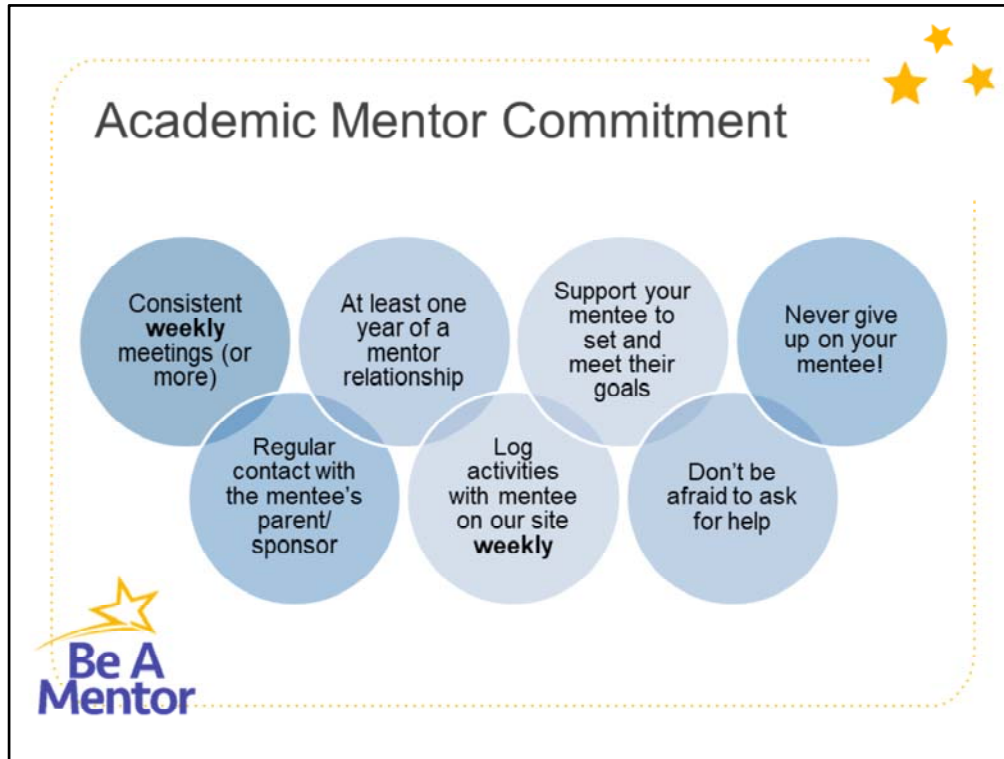 Academic Mentor Commitment
Consistent
weekly
meetings (or
more)
At least one
year of a
mentor
relationship
Support your
mentee to
set and
meet their
goals
Never give
up on your
mentee!
Regular
contact with
the mentee’s
parent/
sponsor
Log
activities
with mentee
on our site
weekly
Don’t be
afraid to ask
for help
Be A
Mentor